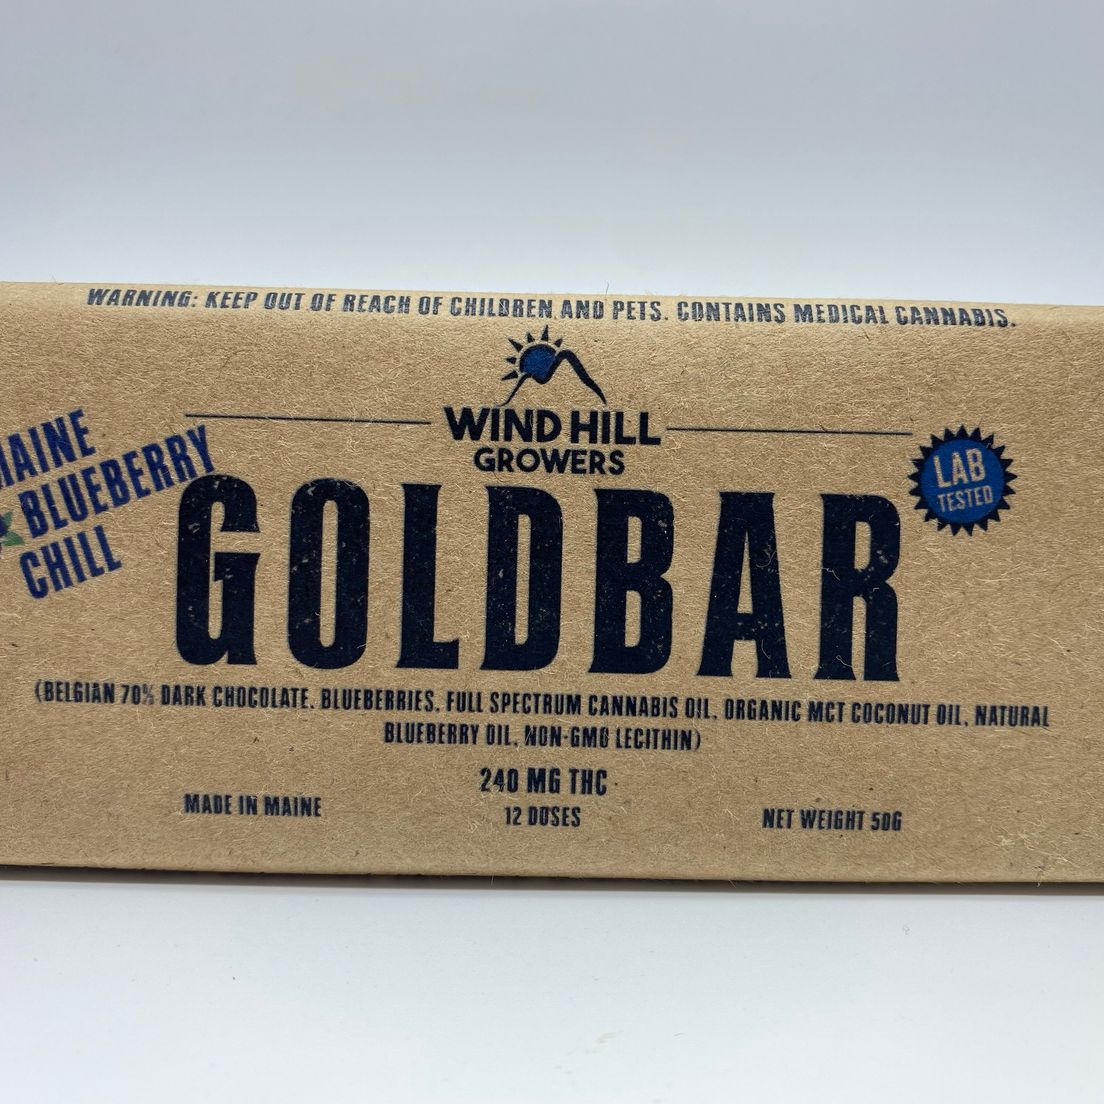 WARNING: KEEP OUT OF REACH OF CHILDREN AND PETS. CONTAINS MEDICAL CANNABIS.
WIND HILL
GROWERS
BLUEBERRY
CHILL
LAB
TESTED
GOLDBAR
(BELGIAN 70% DARK CHOCOLATE, BLUEBERRIES, FULL SPECTRUM CANNABIS OIL, ORGANIC MCT COCONUT OIL, NATURAL
BLUEBERRY OIL, NON-GMO LECITHIN)
240 MG THC
12 DOSES
MADE IN MAINE
NET WEIGHT 50G